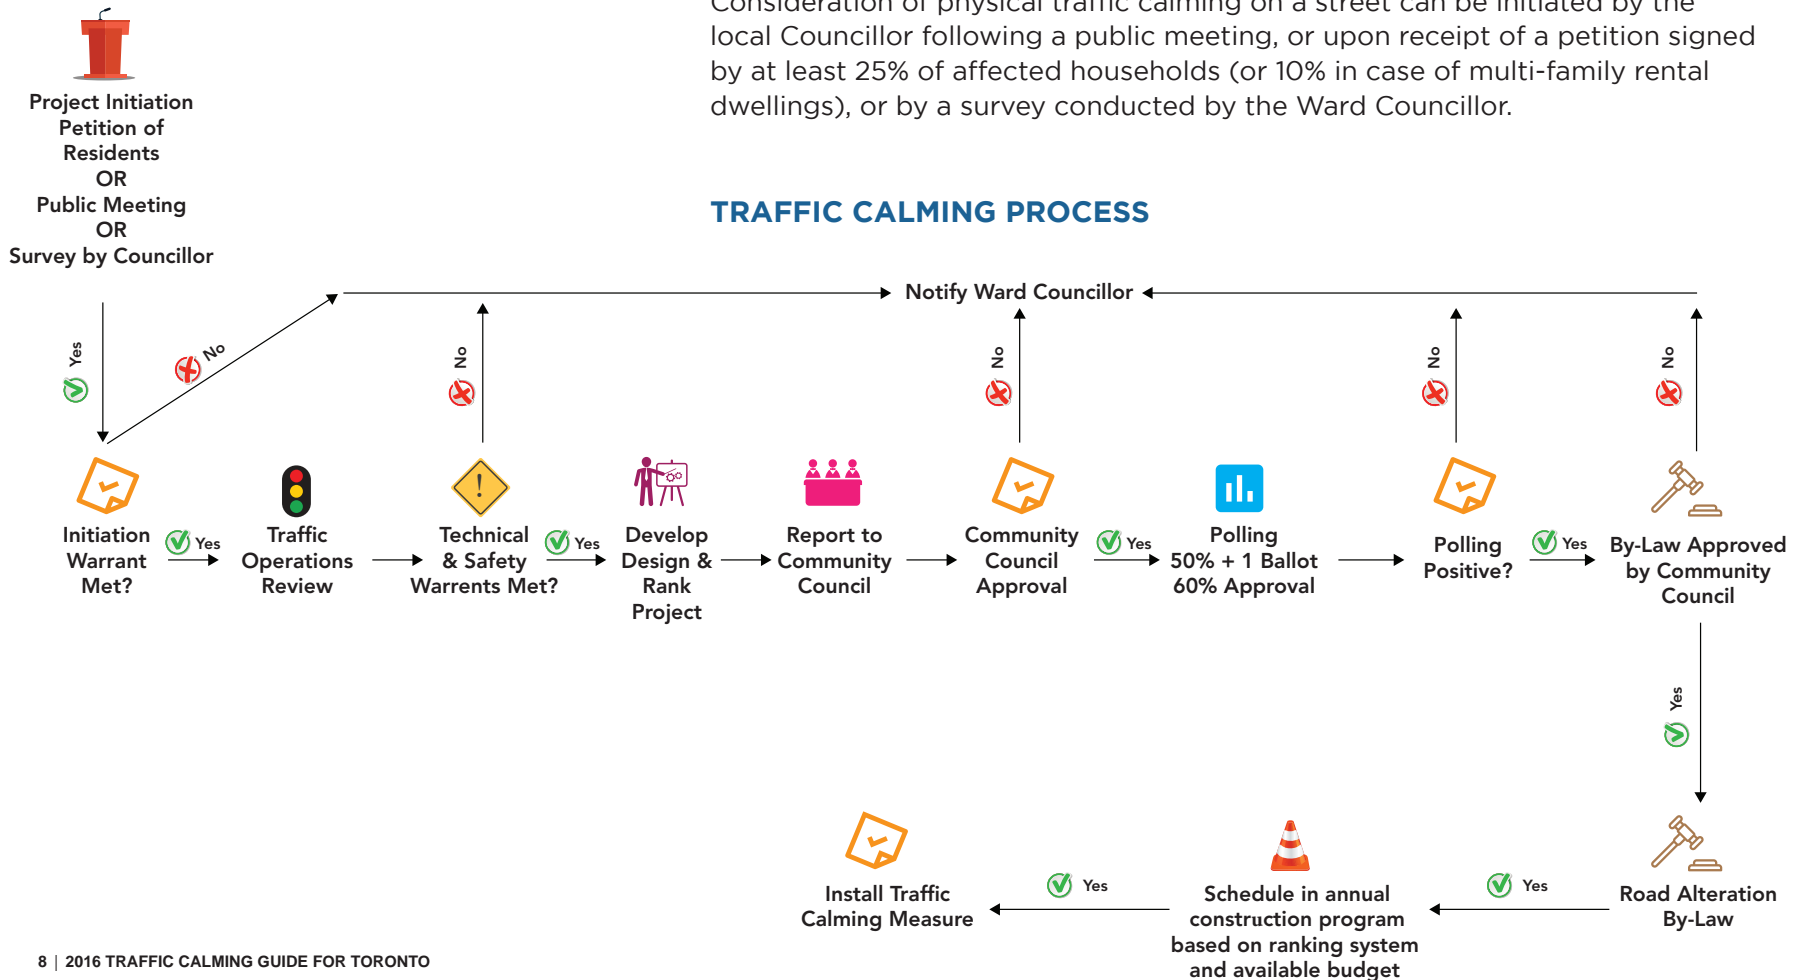 Consideration of physical traffic calming on a street can be initiated by the
local Councillor following a public meeting, or upon receipt of a petition signed
by at least 25% of affected households (or 10% in case of multi-family rental
dwellings), or by a survey conducted by the Ward Councillor.
Project Initiation
Petition of
Residents
OR
Public Meeting
OR
Survey by Councillor
TRAFFIC CALMING PROCESS
Notify Ward Councillor
Yes
No
No
No
No
No
Initiation
Warrant
Met?
Yes
Traffic
Operations
Review
Technical
& Safety
Warrents Met?
Yes
Develop
Design &
Rank
Project
Report to
Community
Council
Community
Council
Approval
Yes
Polling
50% + 1 Ballot
60% Approval
Polling
Positive?
Yes
By-Law Approved
by Community
Council
Yes
Road Alteration
By-Law
Yes
Schedule in annual
construction program
based on ranking system
and available budget
Yes
Install Traffic
Calming Measure
8 | 2016 TRAFFIC CALMING GUIDE FOR TORONTO